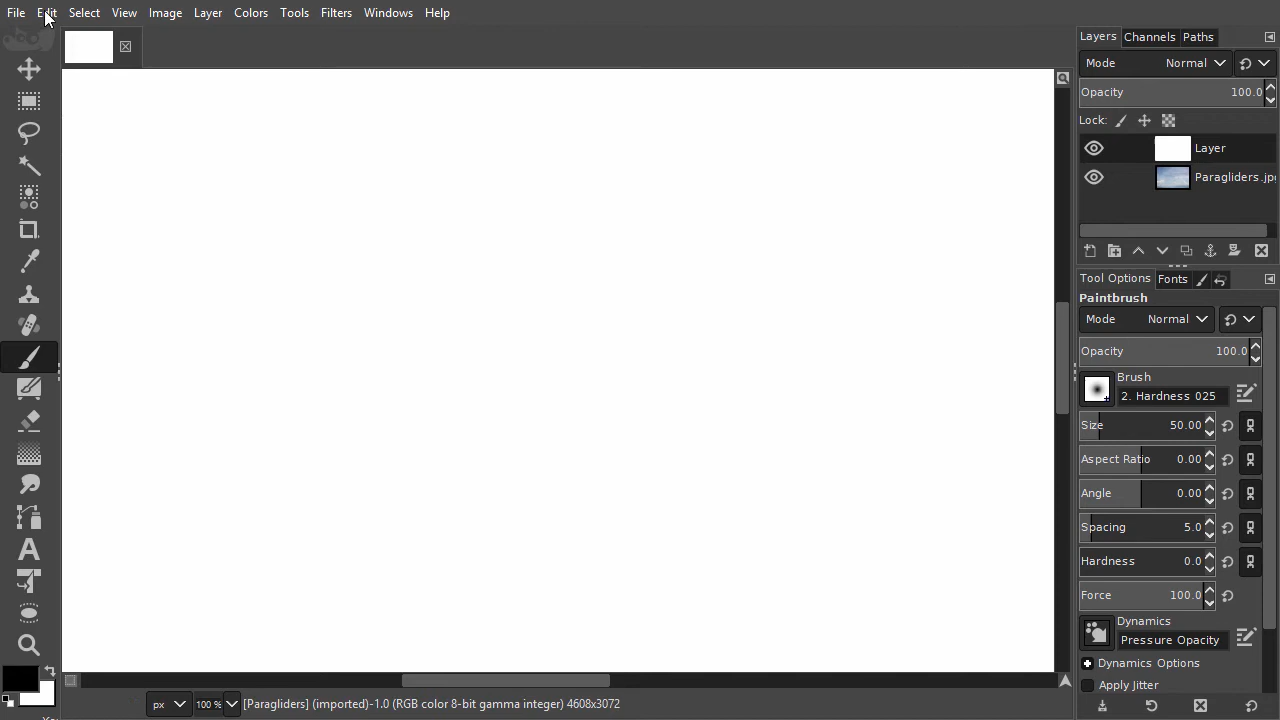 File Edit Select View Image Layer Colors Tools Filters Windows Help
Layers Channels Paths
Mode Normal
Opacity 100.0
Lock:
Layer
Paragliders.jp
Tool Options Fonts
Paintbrush
Mode Normal
Opacity 100.0
Brush
2. Hardness 025
Size 50.00
Aspect Ratio 0.00
Angle 0.00
Spacing 5.0
Hardness 0.0
Force 100.0
Dynamics
Pressure Opacity
Dynamics Options
Apply Jitter
px 100 % [Paragliders] (imported)-1.0 (RGB color 8-bit gamma integer) 4608x3072